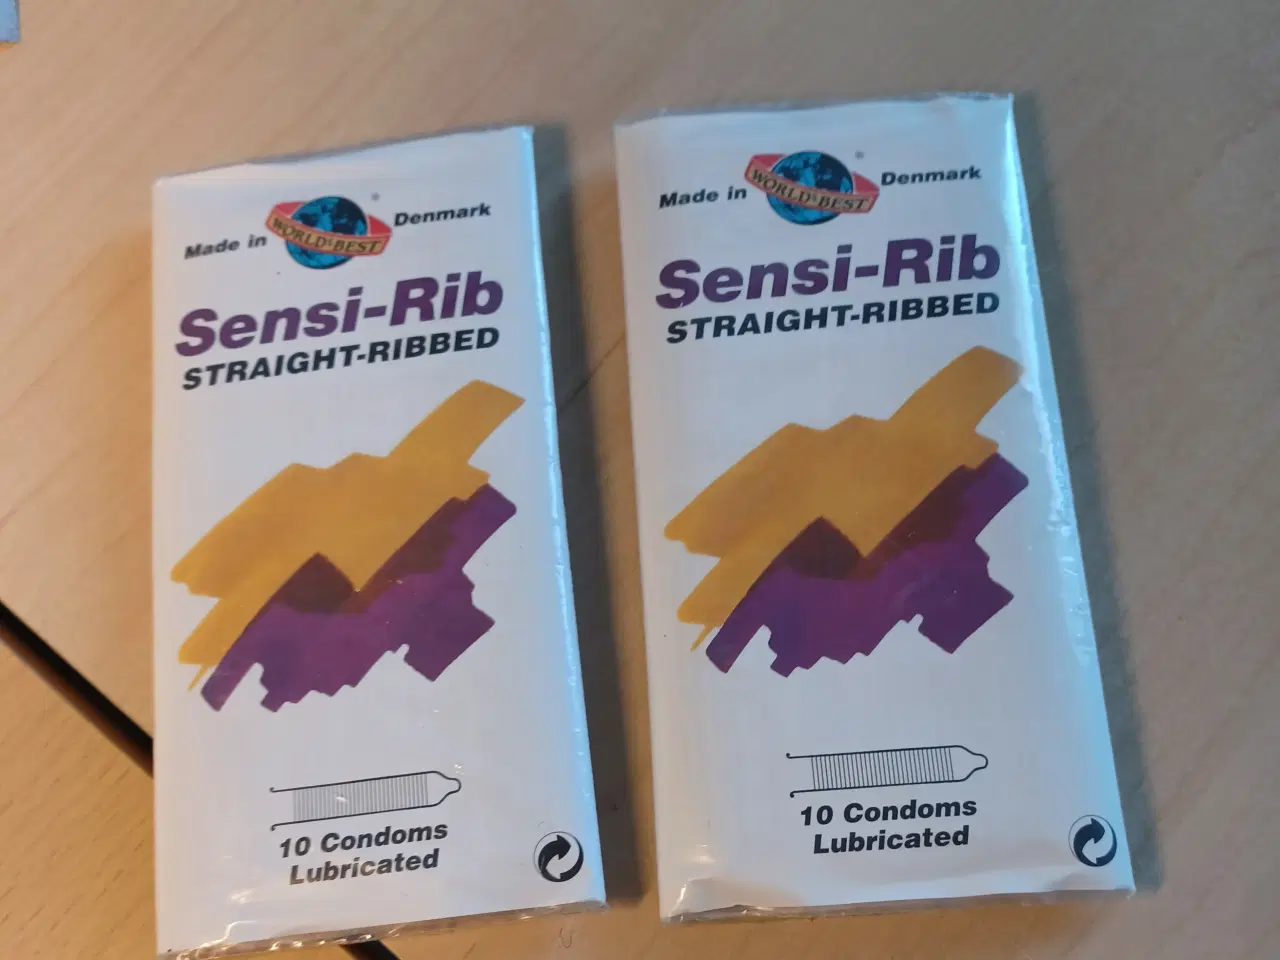 Made in WORLD'S BEST ® Denmark
Sensi-Rib
STRAIGHT-RIBBED
10 Condoms
Lubricated
Made in WORLD'S BEST ® Denmark
Sensi-Rib
STRAIGHT-RIBBED
10 Condoms
Lubricated